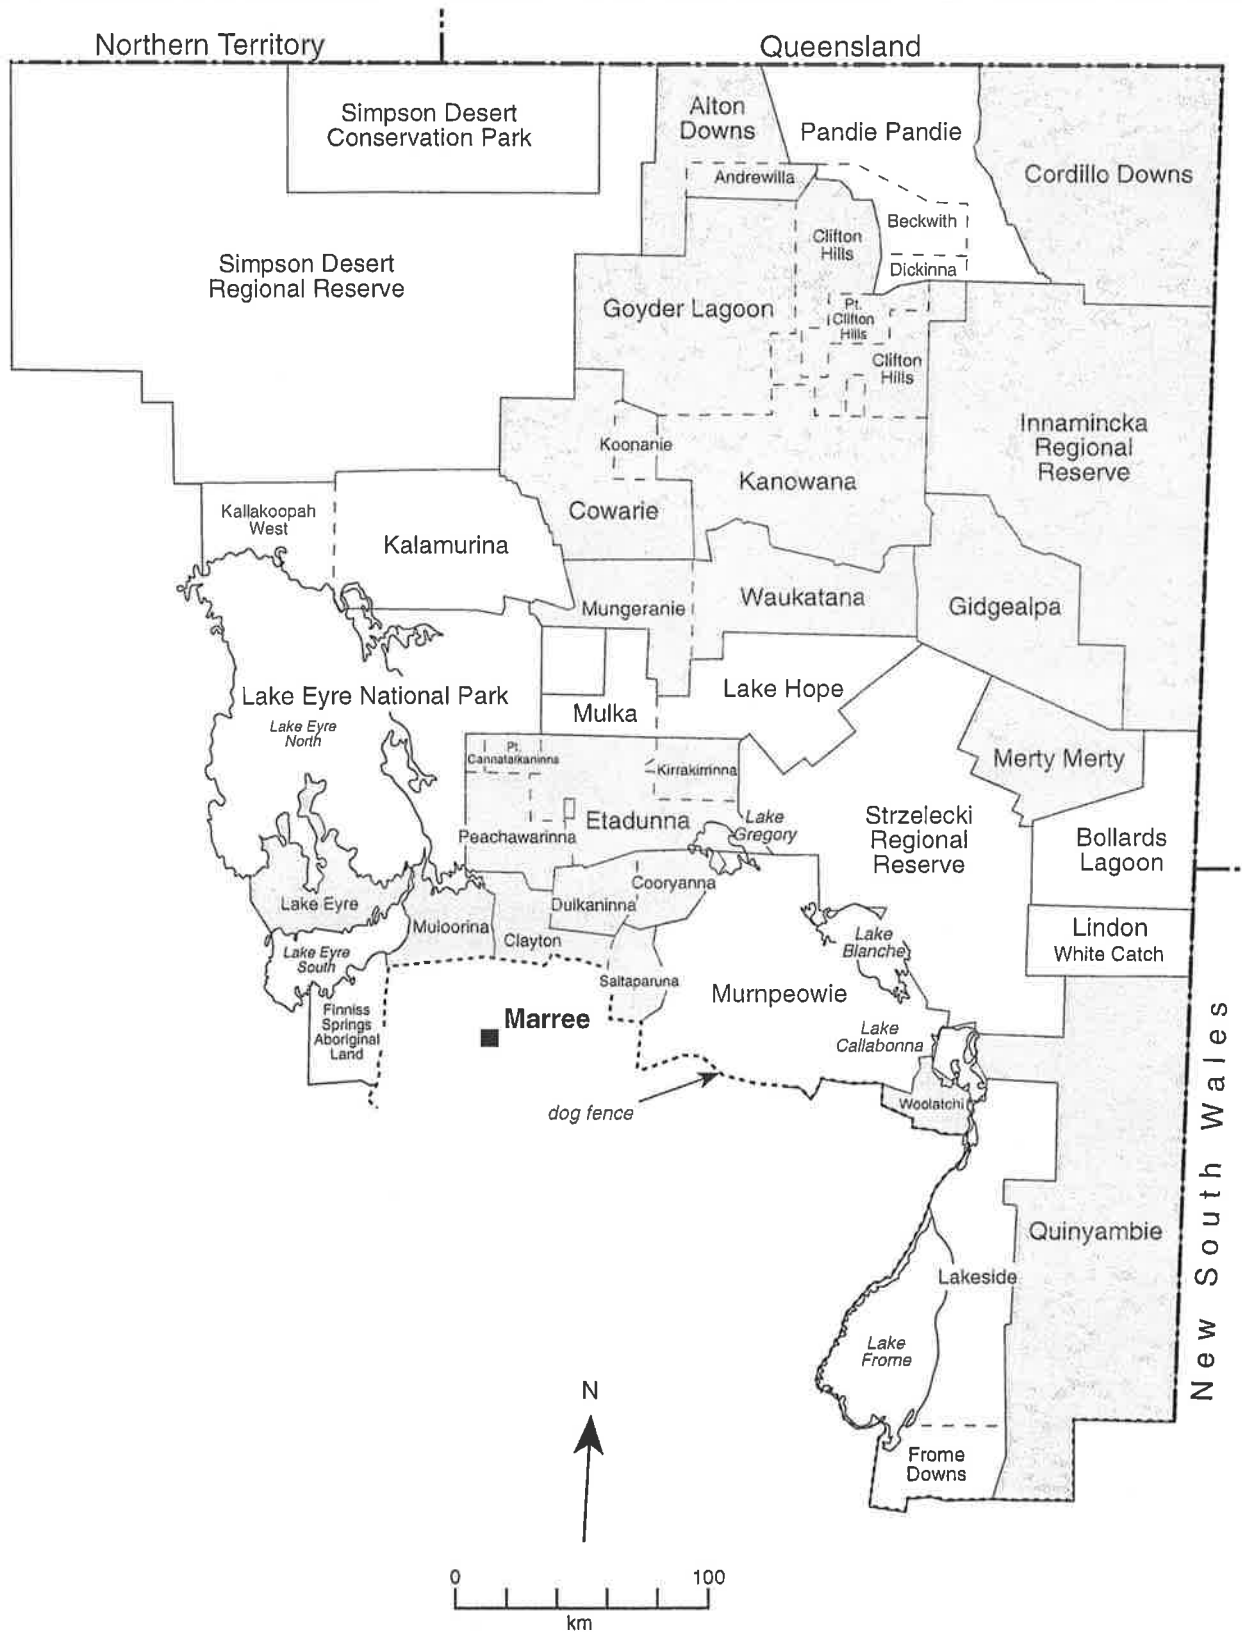 Northern Territory
Queensland
Simpson Desert
Conservation Park
Alton
Downs
Pandie Pandie
Cordillo Downs
Andrewilla
Beckwith
Clifton
Hills
Dickinna
Simpson Desert
Regional Reserve
Goyder Lagoon
Pt.
Clifton
Hills
Clifton
Hills
Innamincka
Regional
Reserve
Koonanie
Kanowana
Cowarie
Kallakoopah
West
Kalamurina
Mungeranie
Waukatana
Gidgealpa
Lake Eyre National Park
Lake Eyre
North
Lake Hope
Mulka
Pt.
Cannatalkaninna
Kirrakirrinna
Merty Merty
Peachawarinna
Etadunna
Lake
Gregory
Strzelecki
Regional
Reserve
Bollards
Lagoon
Cooryanna
Lake Eyre
Dulkaninna
Muloorina
Clayton
Lindon
White Catch
Lake Eyre
South
Lake
Blanche
Saltaparuna
Murnpeowie
Finniss
Springs
Aboriginal
Land
Marree
Lake
Callabonna
dog fence
Woolatchi
New South Wales
Quinyambie
Lakeside
Lake
Frome
Frome
Downs
N
0 100
km